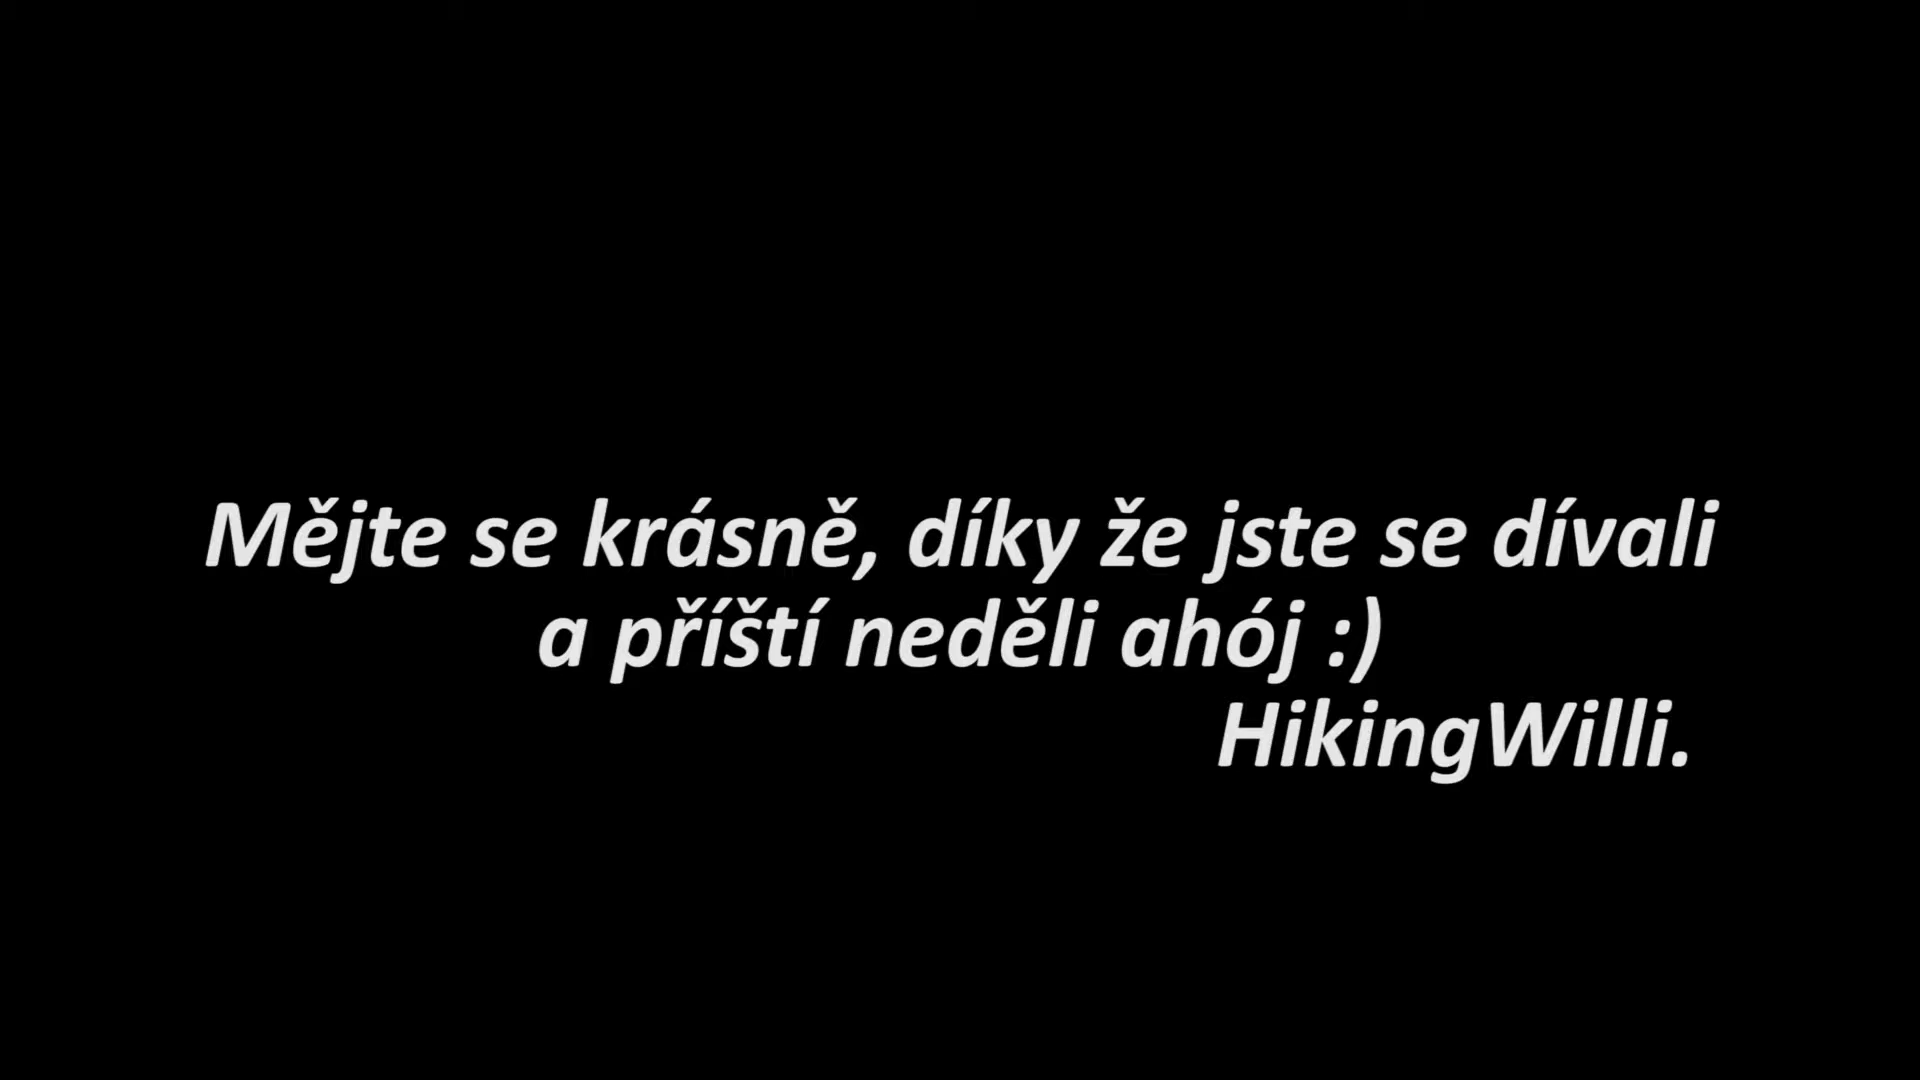 Mějte se krásně, díky že jste se dívali
a příští neděli ahój :)
HikingWilli.